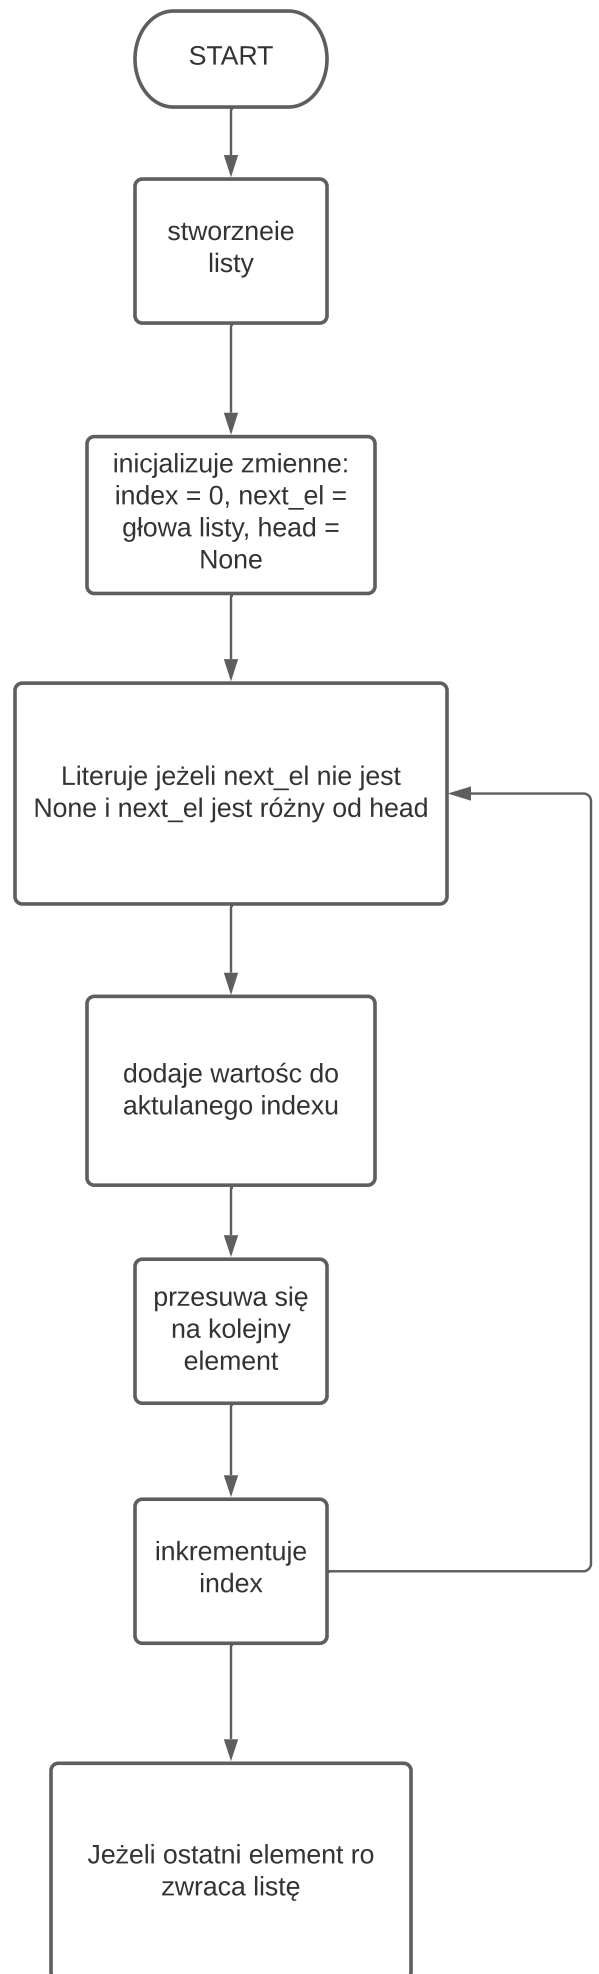 START
stworzneie
listy
inicjalizuje zmienne:
index = 0, next_el =
głowa listy, head =
None
Literuje jeżeli next_el nie jest
None i next_el jest różny od head
dodaje wartośc do
aktulanego indexu
przesuwa się
na kolejny
element
inkrementuje
index
Jeżeli ostatni element ro
zwraca listę